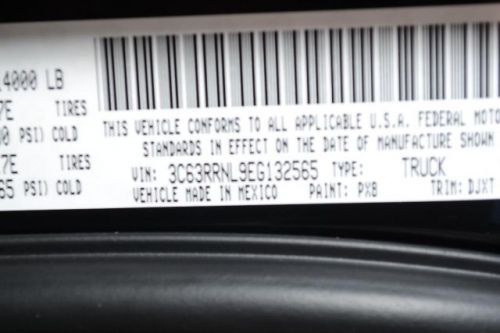 4000 LB
7E TIRES
0 PSI) COLD
7E TIRES
65 PSI) COLD
THIS VEHICLE CONFORMS TO ALL APPLICABLE U.S.A. FEDERAL MOTO
STANDARDS IN EFFECT ON THE DATE OF MANUFACTURE SHOWN
VIN: 3C63RRNL9EG132565 TYPE: TRUCK
VEHICLE MADE IN MEXICO PAINT: PXB TRIM: DJXT